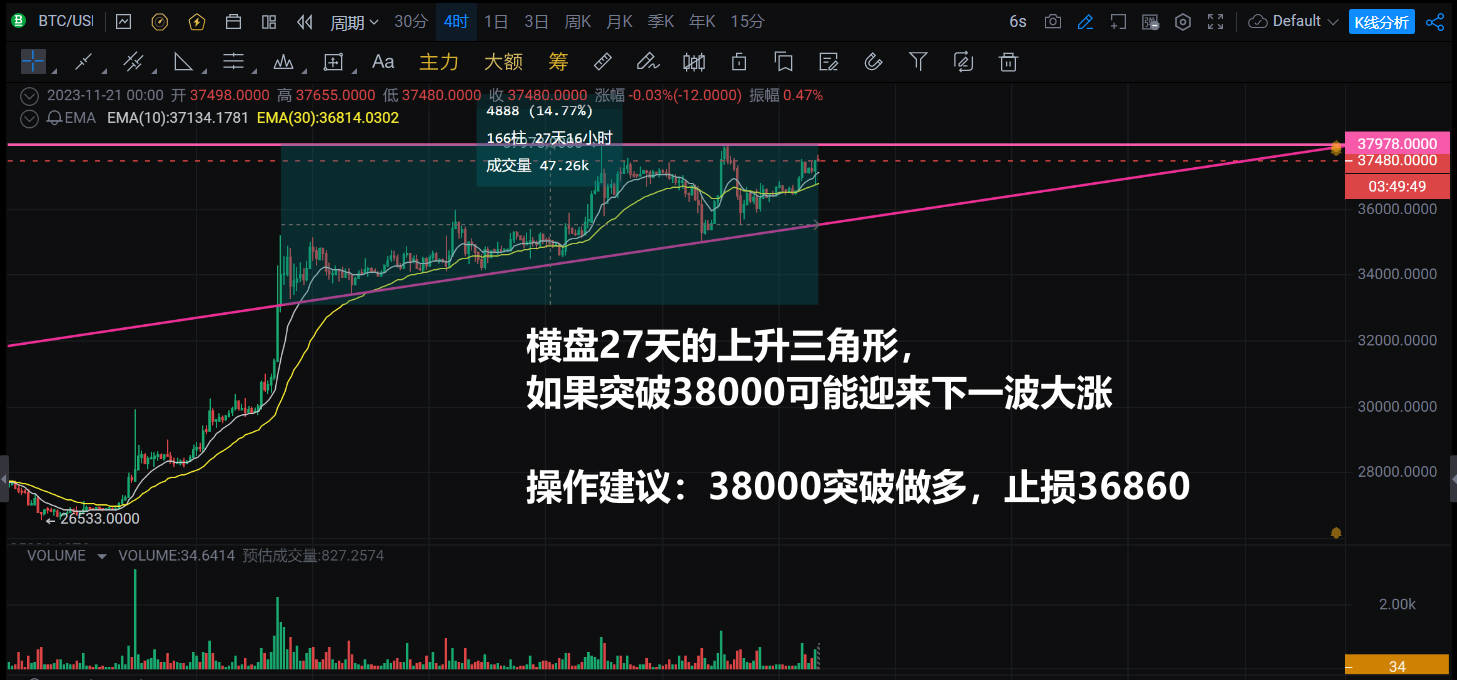 BTC/US 周期 30分 4时 1日 3日 周K 月K 季K 年K 15分 6s Default K线分析
Aa 主力 大额 筹
2023-11-21 00:00 开 37498.0000 高 37655.0000 低 37480.0000 收 37480.0000 涨幅 -0.03%(-12.0000) 振幅 0.47%
EMA EMA(10):37134.1781 EMA(30):36814.0302
4888 (14.77%)
166柱 27天16小时
成交量 47.26k
37978.0000
37480.0000
03:49:49
36000.0000
34000.0000
32000.0000
30000.0000
28000.0000
横盘27天的上升三角形，
如果突破38000可能迎来下一波大涨
操作建议：38000突破做多，止损36860
26533.0000
VOLUME VOLUME:34.6414 预估成交量:827.2574
2.00k
34